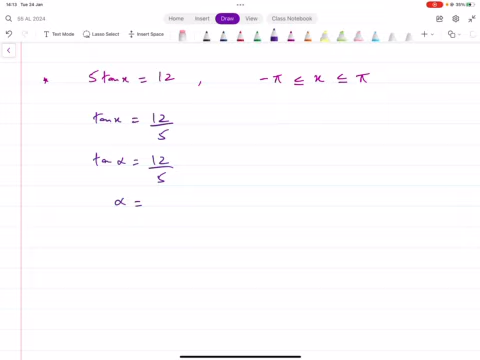 14:13 Tue 24 Jan 55%
S5 AL 2024 Home Insert Draw View Class Notebook
Text Mode Lasso Select Insert Space
* 5 tan x = 12 , -π ≤ x ≤ π
tan x = 12/5
tan α = 12/5
α =